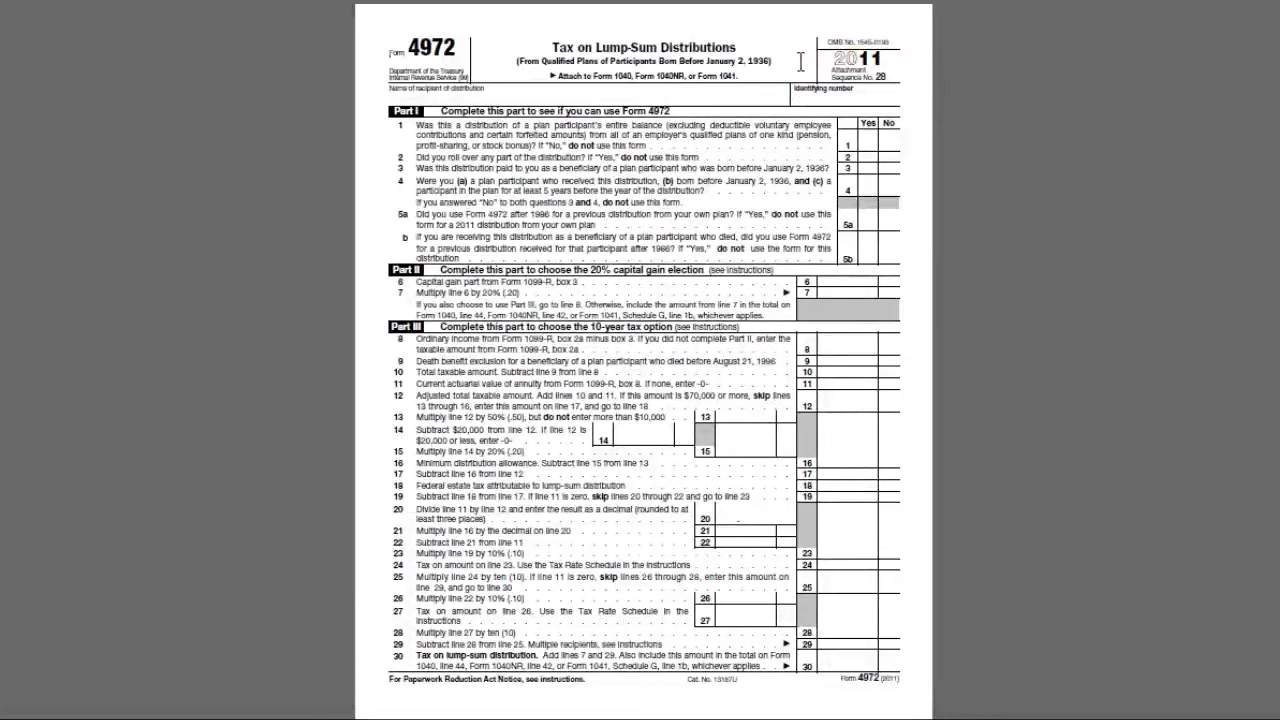 Form 4972
Department of the Treasury
Internal Revenue Service (99)
Tax on Lump-Sum Distributions
(From Qualified Plans of Participants Born Before January 2, 1936)
▶ Attach to Form 1040, Form 1040NR, or Form 1041.
OMB No. 1545-0193
2011
Attachment
Sequence No. 28
Name of recipient of distribution
Identifying number
Part I Complete this part to see if you can use Form 4972
Yes No
1 Was this a distribution of a plan participant's entire balance (excluding deductible voluntary employee
contributions and certain forfeited amounts) from all of an employer's qualified plans of one kind (pension,
profit-sharing, or stock bonus)? If "No," do not use this form 1
2 Did you roll over any part of the distribution? If "Yes," do not use this form 2
3 Was this distribution paid to you as a beneficiary of a plan participant who was born before January 2, 1936? 3
4 Were you (a) a plan participant who received this distribution, (b) born before January 2, 1936, and (c) a
participant in the plan for at least 5 years before the year of the distribution? 4
If you answered "No" to both questions 3 and 4, do not use this form.
5a Did you use Form 4972 after 1986 for a previous distribution from your own plan? If "Yes," do not use this
form for a 2011 distribution from your own plan 5a
b If you are receiving this distribution as a beneficiary of a plan participant who died, did you use Form 4972
for a previous distribution received for that participant after 1986? If "Yes," do not use the form for this
distribution 5b
Part II Complete this part to choose the 20% capital gain election (see instructions)
6 Capital gain part from Form 1099-R, box 3 6
7 Multiply line 6 by 20% (.20) ▶ 7
If you also choose to use Part III, go to line 8. Otherwise, include the amount from line 7 in the total on
Form 1040, line 44, Form 1040NR, line 42, or Form 1041, Schedule G, line 1b, whichever applies.
Part III Complete this part to choose the 10-year tax option (see instructions)
8 Ordinary income from Form 1099-R, box 2a minus box 3. If you did not complete Part II, enter the
taxable amount from Form 1099-R, box 2a 8
9 Death benefit exclusion for a beneficiary of a plan participant who died before August 21, 1996 9
10 Total taxable amount. Subtract line 9 from line 8 10
11 Current actuarial value of annuity from Form 1099-R, box 8. If none, enter -0- 11
12 Adjusted total taxable amount. Add lines 10 and 11. If this amount is $70,000 or more, skip lines
13 through 16, enter this amount on line 17, and go to line 18 12
13 Multiply line 12 by 50% (.50), but do not enter more than $10,000 13
14 Subtract $20,000 from line 12. If line 12 is
$20,000 or less, enter -0- 14
15 Multiply line 14 by 20% (.20) 15
16 Minimum distribution allowance. Subtract line 15 from line 13 16
17 Subtract line 16 from line 12 17
18 Federal estate tax attributable to lump-sum distribution 18
19 Subtract line 18 from line 17. If line 11 is zero, skip lines 20 through 22 and go to line 23 19
20 Divide line 11 by line 12 and enter the result as a decimal (rounded to at
least three places) 20 .
21 Multiply line 16 by the decimal on line 20 21
22 Subtract line 21 from line 11 22
23 Multiply line 19 by 10% (.10) 23
24 Tax on amount on line 23. Use the Tax Rate Schedule in the instructions 24
25 Multiply line 24 by ten (10). If line 11 is zero, skip lines 26 through 28, enter this amount on
line 29, and go to line 30 25
26 Multiply line 22 by 10% (.10) 26
27 Tax on amount on line 26. Use the Tax Rate Schedule in the
instructions 27
28 Multiply line 27 by ten (10) 28
29 Subtract line 28 from line 25. Multiple recipients, see instructions ▶ 29
30 Tax on lump-sum distribution. Add lines 7 and 29. Also include this amount in the total on Form
1040, line 44, Form 1040NR, line 42, or Form 1041, Schedule G, line 1b, whichever applies ▶ 30
For Paperwork Reduction Act Notice, see instructions.
Cat. No. 13187U
Form 4972 (2011)